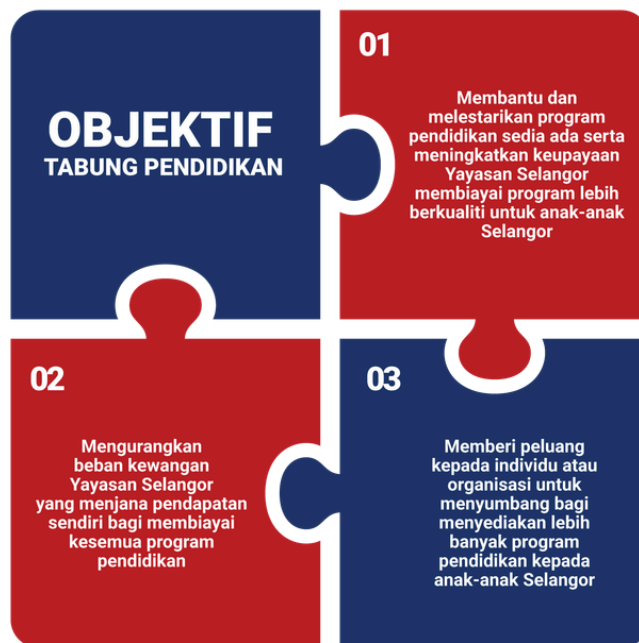 OBJEKTIF
TABUNG PENDIDIKAN
01
Membantu dan
melestarikan program
pendidikan sedia ada serta
meningkatkan keupayaan
Yayasan Selangor
membiayai program lebih
berkualiti untuk anak-anak
Selangor
02
Mengurangkan
beban kewangan
Yayasan Selangor
yang menjana pendapatan
sendiri bagi membiayai
kesemua program
pendidikan
03
Memberi peluang
kepada individu atau
organisasi untuk
menyumbang bagi
menyediakan lebih
banyak program
pendidikan kepada
anak-anak Selangor